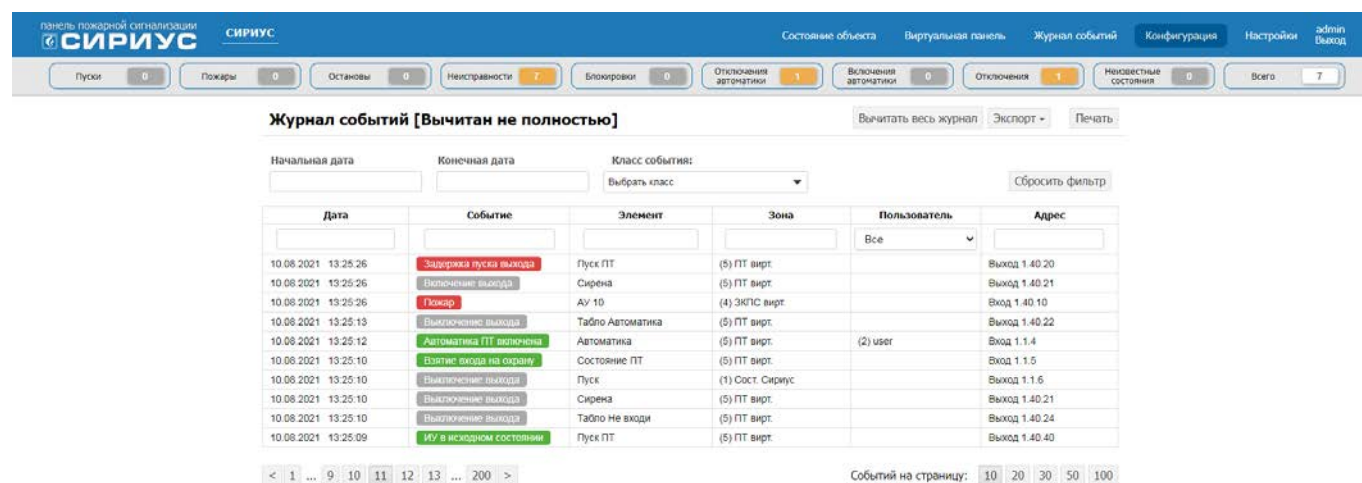 панель пожарной сигнализации
СИРИУС
СИРИУС
Состояние объекта Виртуальная панель Журнал событий Конфигурация Настройки admin
Выход
Пуски 0 Пожары 0 Остановы 0 Неисправности 7 Блокировки 0 Отключения автоматики 1 Включения автоматики 0 Отключения 1 Неизвестные состояния 0 Всего 7
Журнал событий [Вычитан не полностью] Вычитать весь журнал Экспорт Печать
Начальная дата Конечная дата Класс события:
Выбрать класс Сбросить фильтр
Дата Событие Элемент Зона Пользователь Адрес
Все
10.08.2021 13:25:26 Задержка пуска выхода Пуск ПТ (5) ПТ вирт. Выход 1.40.20
10.08.2021 13:25:26 Включение выхода Сирена (5) ПТ вирт. Выход 1.40.21
10.08.2021 13:25:26 Пожар АУ 10 (4) ЗКПС вирт. Вход 1.40.10
10.08.2021 13:25:13 Выключение выхода Табло Автоматика (5) ПТ вирт. Выход 1.40.22
10.08.2021 13:25:12 Автоматика ПТ включена Автоматика (5) ПТ вирт. (2) user Вход 1.1.4
10.08.2021 13:25:10 Взятие входа на охрану Состояние ПТ (5) ПТ вирт. Вход 1.1.5
10.08.2021 13:25:10 Выключение выхода Пуск (1) Сост. Сириус Выход 1.1.6
10.08.2021 13:25:10 Выключение выхода Сирена (5) ПТ вирт. Выход 1.40.21
10.08.2021 13:25:10 Выключение выхода Табло Не входи (5) ПТ вирт. Выход 1.40.24
10.08.2021 13:25:09 ИУ в исходном состоянии Пуск ПТ (5) ПТ вирт. Выход 1.40.40
< 1 ... 9 10 11 12 13 ... 200 > Событий на страницу: 10 20 30 50 100